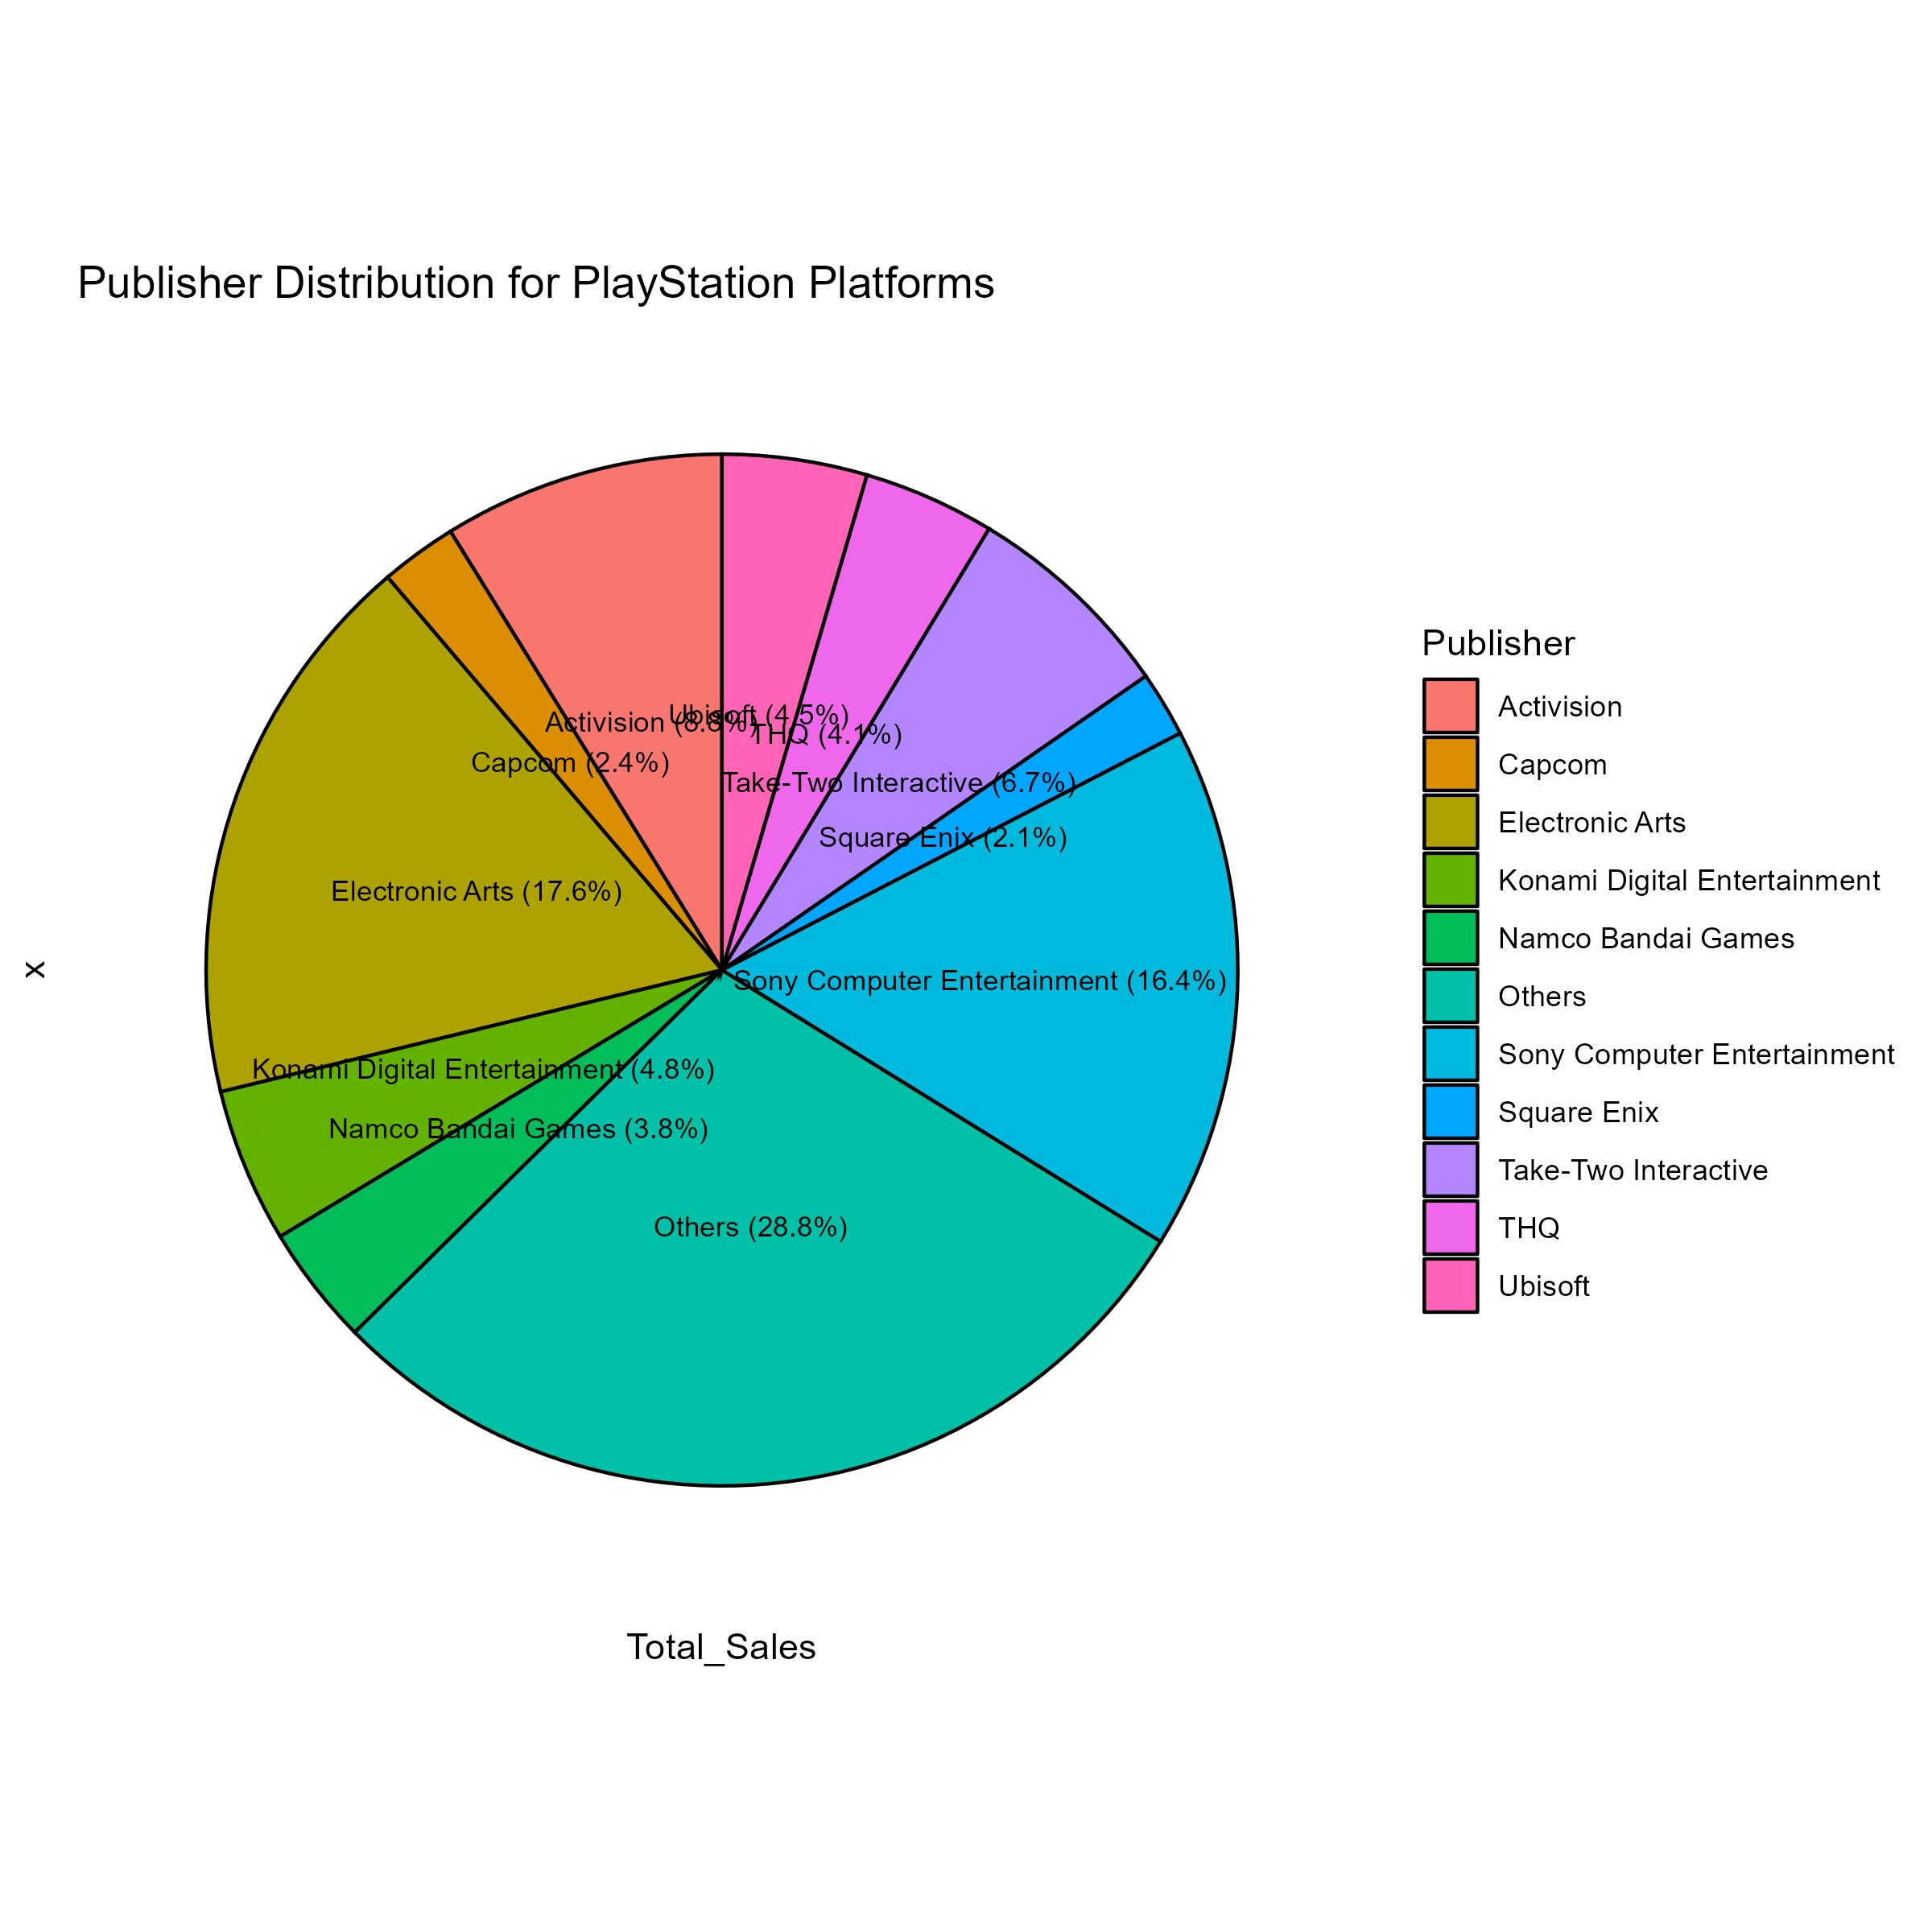 Publisher Distribution for PlayStation Platforms
Ubisoft (4.5%)
Activision (8.8%)
THQ (4.1%)
Capcom (2.4%)
Take-Two Interactive (6.7%)
Square Enix (2.1%)
Electronic Arts (17.6%)
Sony Computer Entertainment (16.4%)
Konami Digital Entertainment (4.8%)
Namco Bandai Games (3.8%)
Others (28.8%)
x
Total_Sales
Publisher
Activision
Capcom
Electronic Arts
Konami Digital Entertainment
Namco Bandai Games
Others
Sony Computer Entertainment
Square Enix
Take-Two Interactive
THQ
Ubisoft